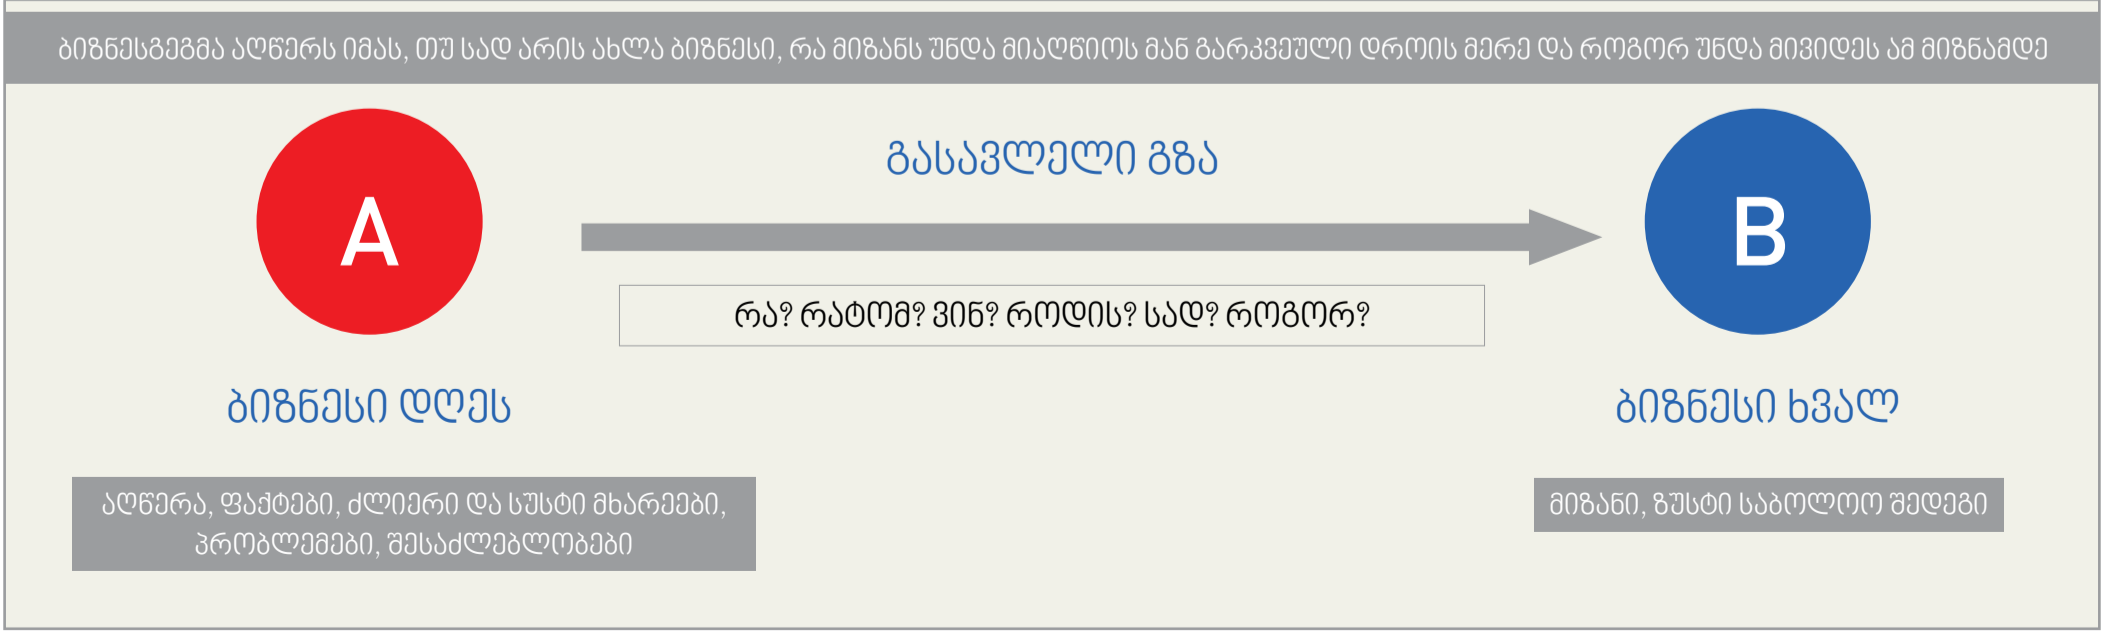 ბიზნესგეგმა აღწერს იმას, თუ სად არის ახლა ბიზნესი, რა მიზანს უნდა მიაღწიოს მან გარკვეული დროის მერე და როგორ უნდა მივიდეს ამ მიზნამდე
გასავლელი გზა
A
B
რა? რატომ? ვინ? როდის? სად? როგორ?
ბიზნესი დღეს
ბიზნესი ხვალ
აღწერა, ფაქტები, ძლიერი და სუსტი მხარეები,
პრობლემები, შესაძლებლობები
მიზანი, ზუსტი საბოლოო შედეგი